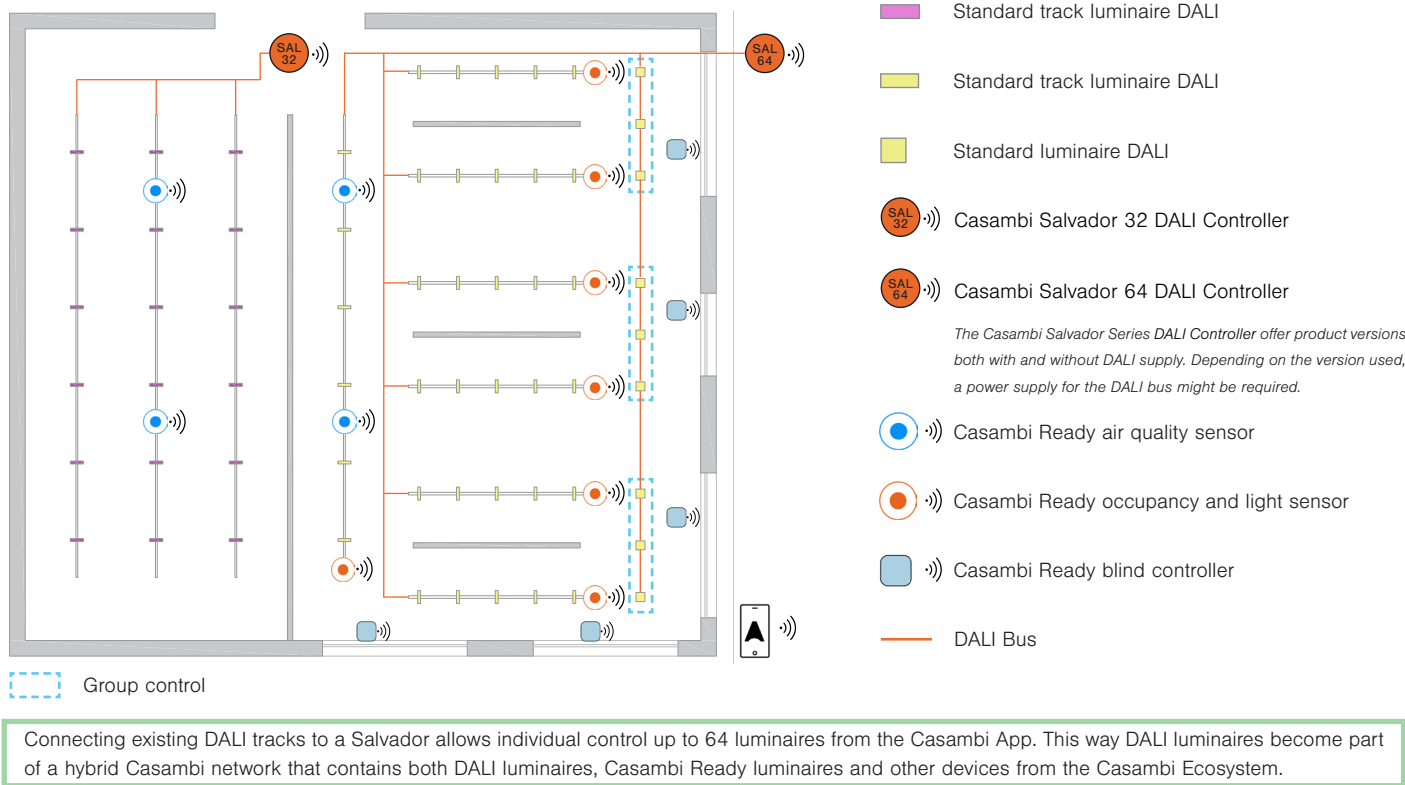 SAL
32
SAL
64
Standard track luminaire DALI
Standard track luminaire DALI
Standard luminaire DALI
SAL
32
Casambi Salvador 32 DALI Controller
SAL
64
Casambi Salvador 64 DALI Controller
The Casambi Salvador Series DALI Controller offer product versions
both with and without DALI supply. Depending on the version used,
a power supply for the DALI bus might be required.
Casambi Ready air quality sensor
Casambi Ready occupancy and light sensor
Casambi Ready blind controller
DALI Bus
Group control
Connecting existing DALI tracks to a Salvador allows individual control up to 64 luminaires from the Casambi App. This way DALI luminaires become part
of a hybrid Casambi network that contains both DALI luminaires, Casambi Ready luminaires and other devices from the Casambi Ecosystem.